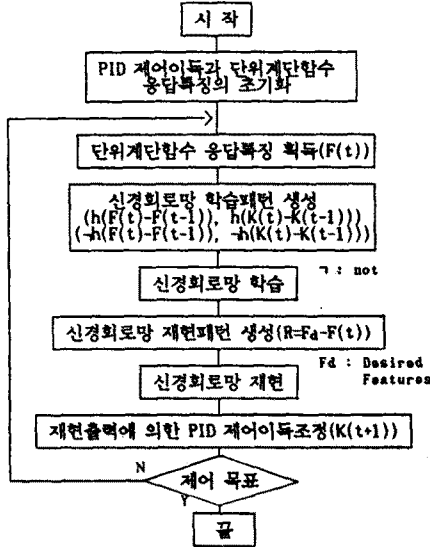 시 작
PID 제어이득과 단위계단함수
응답특징의 초기화
단위계단함수 응답특징 획득(F(t))
신경회로망 학습패턴 생성
(h(F(t)-F(t-1)), h(K(t)-K(t-1)))
(¬h(F(t)-F(t-1)), ¬h(K(t)-K(t-1)))
신경회로망 학습
¬ : not
신경회로망 재현패턴 생성(R=Fd-F(t))
Fd : Desired
Features
신경회로망 재현
재현출력에 의한 PID 제어이득조정(K(t+1))
N
제어 목표
Y
끝